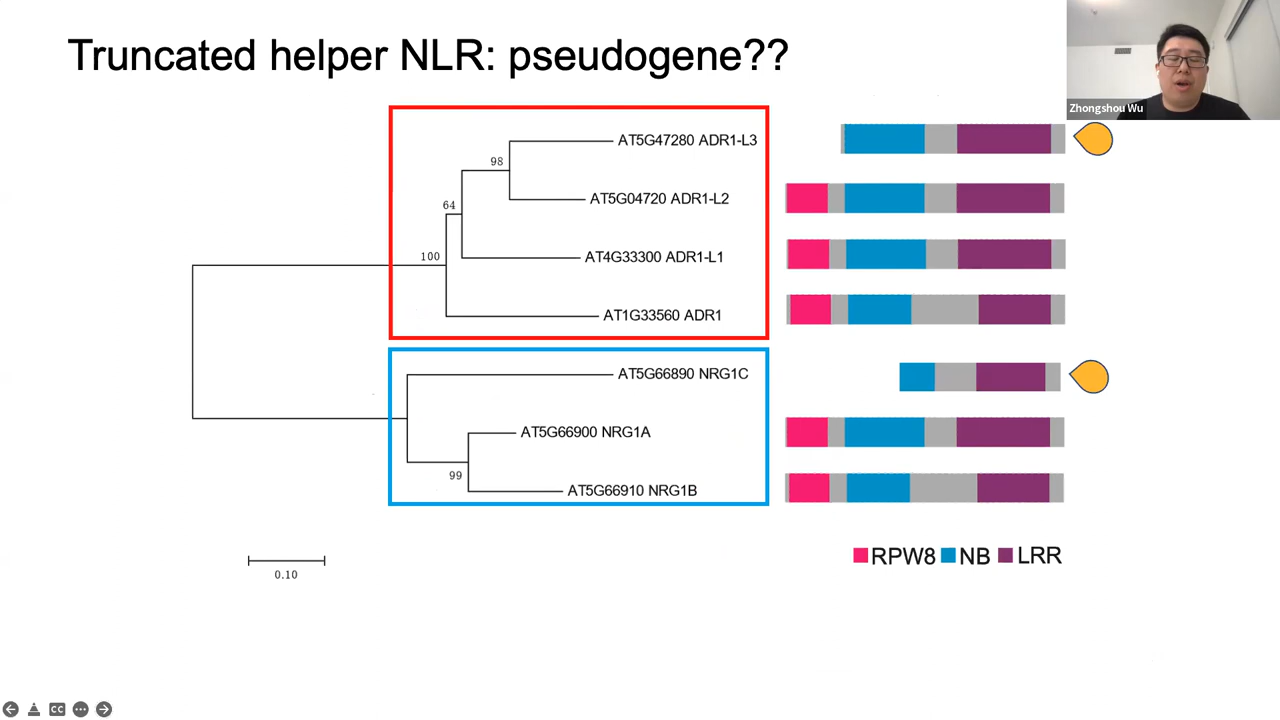 Truncated helper NLR: pseudogene??
Zhongshou Wu
AT5G47280 ADR1-L3
98
AT5G04720 ADR1-L2
64
100
AT4G33300 ADR1-L1
AT1G33560 ADR1
AT5G66890 NRG1C
AT5G66900 NRG1A
99
AT5G66910 NRG1B
0.10
RPW8 NB LRR
CC